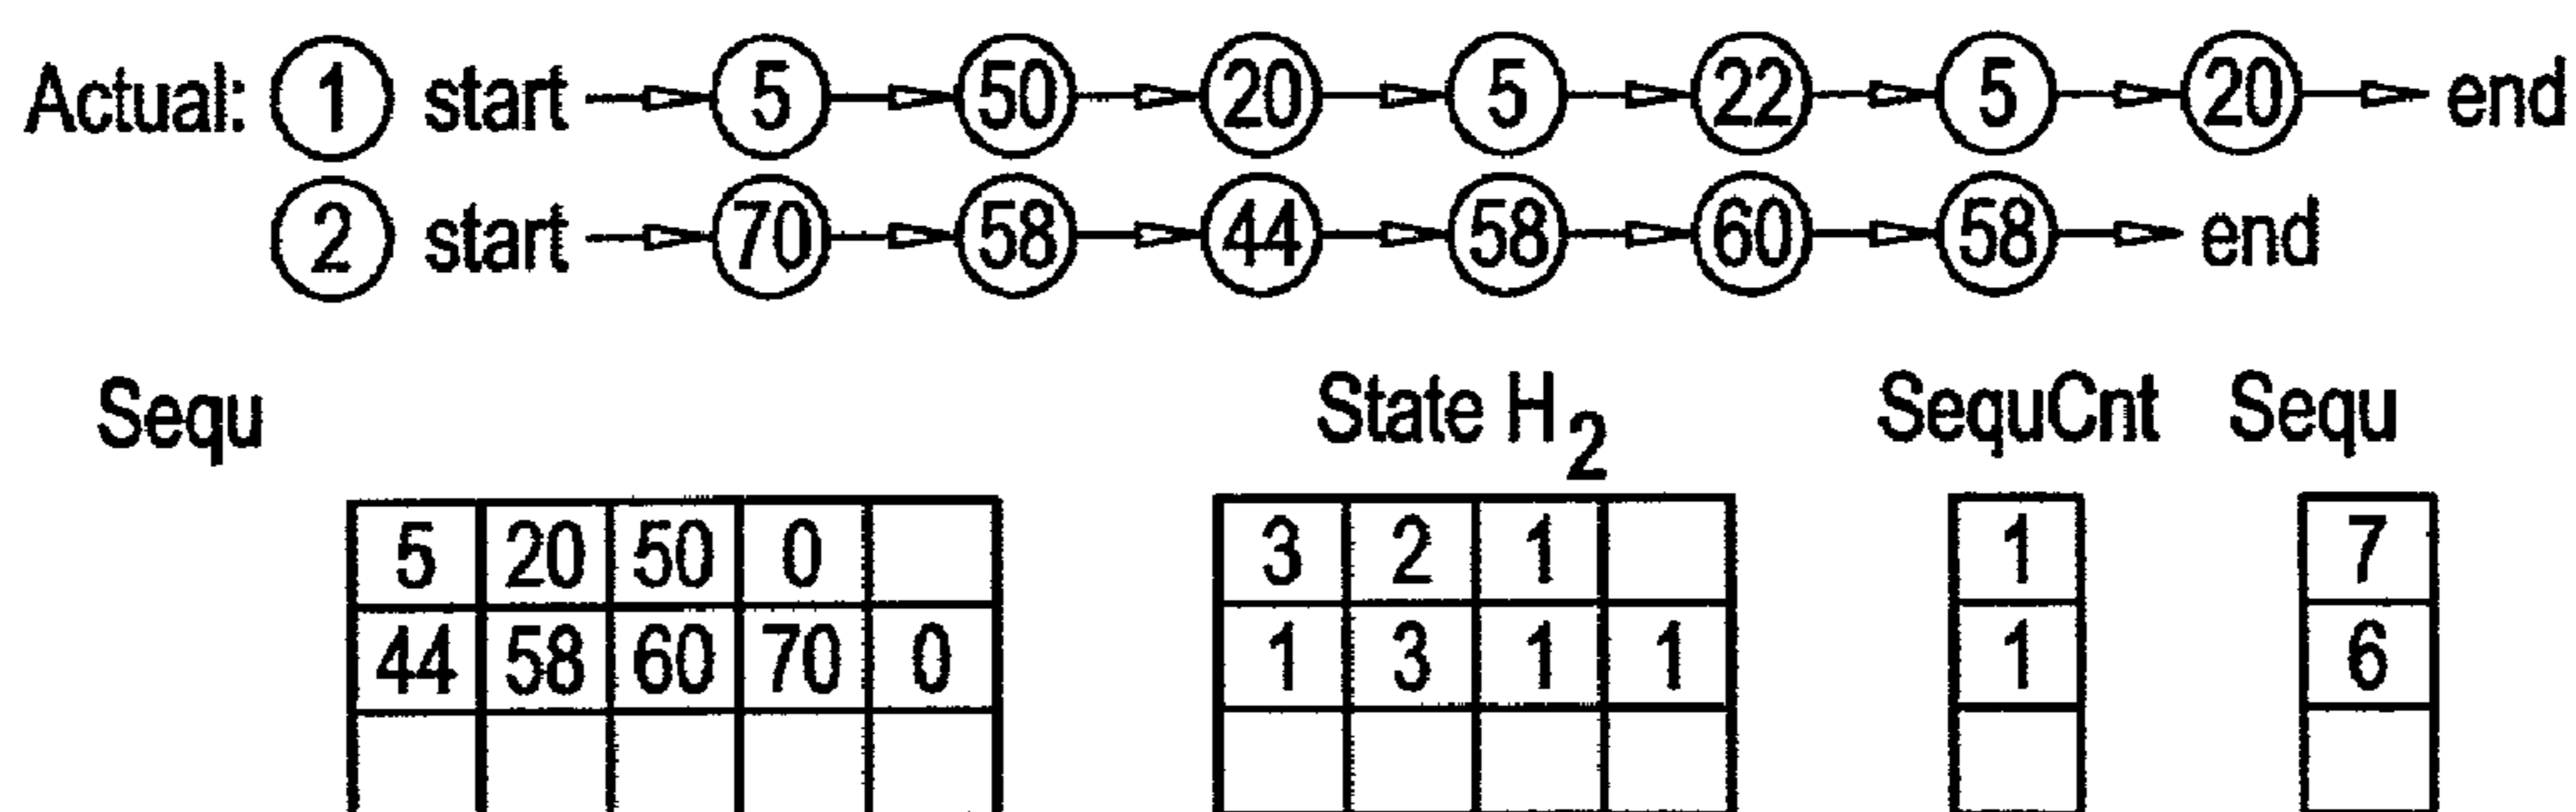 Actual: 1 start 5 50 20 5 22 5 20 end
2 start 70 58 44 58 60 58 end
Sequ State H2 SequCnt Sequ
5 20 50 0 3 2 1 1 7
44 58 60 70 0 1 3 1 1 1 6